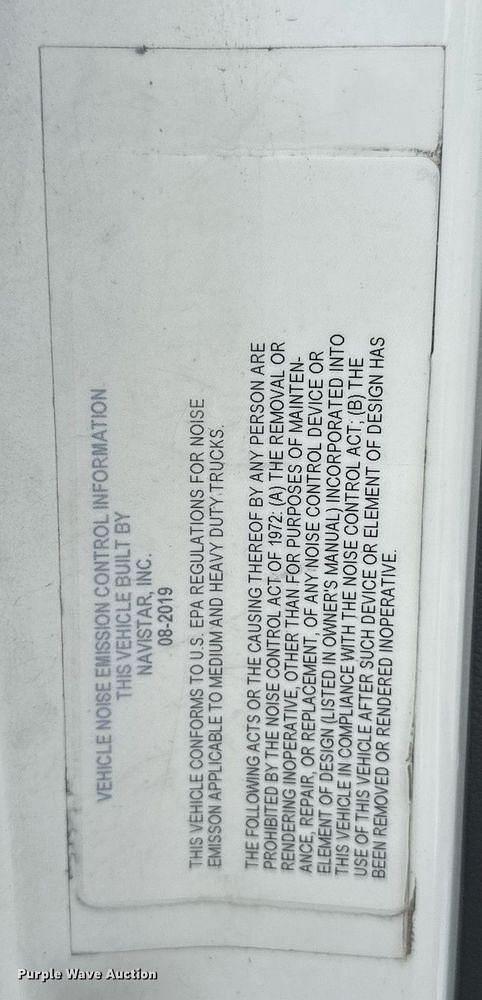 VEHICLE NOISE EMISSION CONTROL INFORMATION
THIS VEHICLE BUILT BY
NAVISTAR, INC.
08-2019
THIS VEHICLE CONFORMS TO U.S. EPA REGULATIONS FOR NOISE
EMISSON APPLICABLE TO MEDIUM AND HEAVY DUTY TRUCKS.
THE FOLLOWING ACTS OR THE CAUSING THEREOF BY ANY PERSON ARE
PROHIBITED BY THE NOISE CONTROL ACT OF 1972: (A) THE REMOVAL OR
RENDERING INOPERATIVE, OTHER THAN FOR PURPOSES OF MAINTEN-
ANCE, REPAIR, OR REPLACEMENT, OF ANY NOISE CONTROL DEVICE OR
ELEMENT OF DESIGN (LISTED IN OWNER'S MANUAL) INCORPORATED INTO
THIS VEHICLE IN COMPLIANCE WITH THE NOISE CONTROL ACT; (B) THE
USE OF THIS VEHICLE AFTER SUCH DEVICE OR ELEMENT OF DESIGN HAS
BEEN REMOVED OR RENDERED INOPERATIVE.
Purple Wave Auction